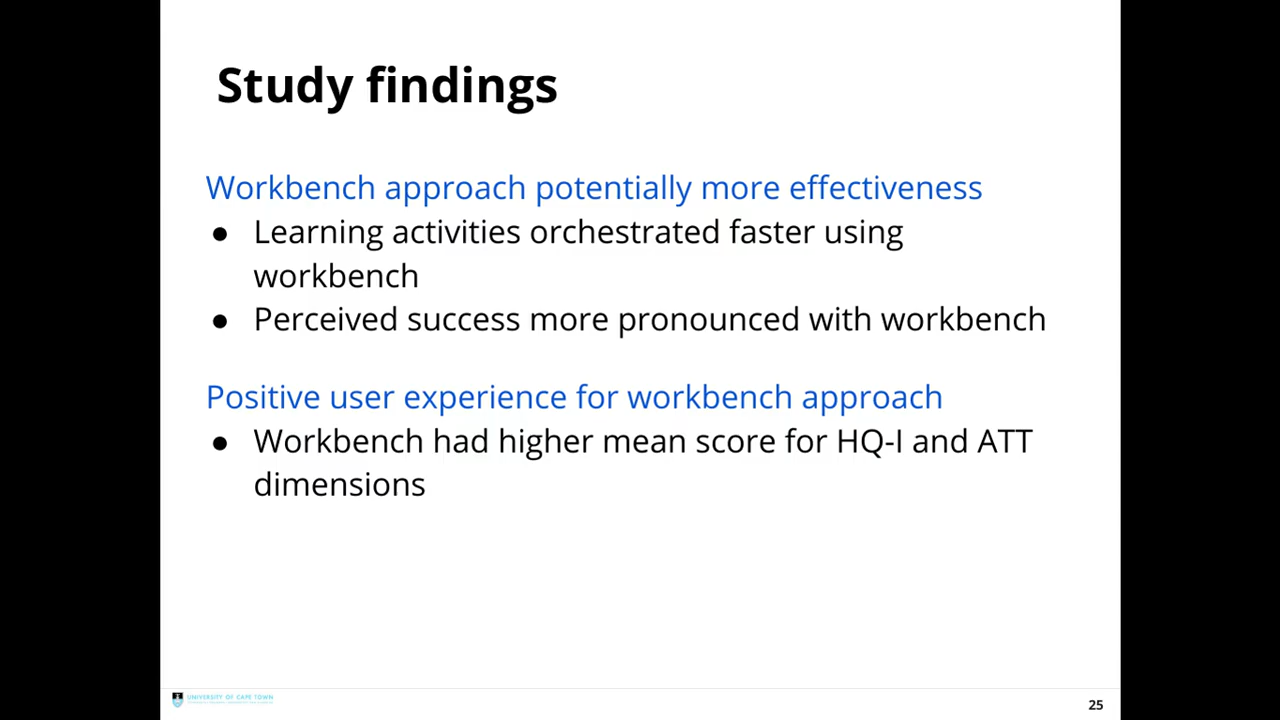 Study findings
Workbench approach potentially more effectiveness
● Learning activities orchestrated faster using
workbench
● Perceived success more pronounced with workbench
Positive user experience for workbench approach
● Workbench had higher mean score for HQ-I and ATT
dimensions
UNIVERSITY OF CAPE TOWN
25